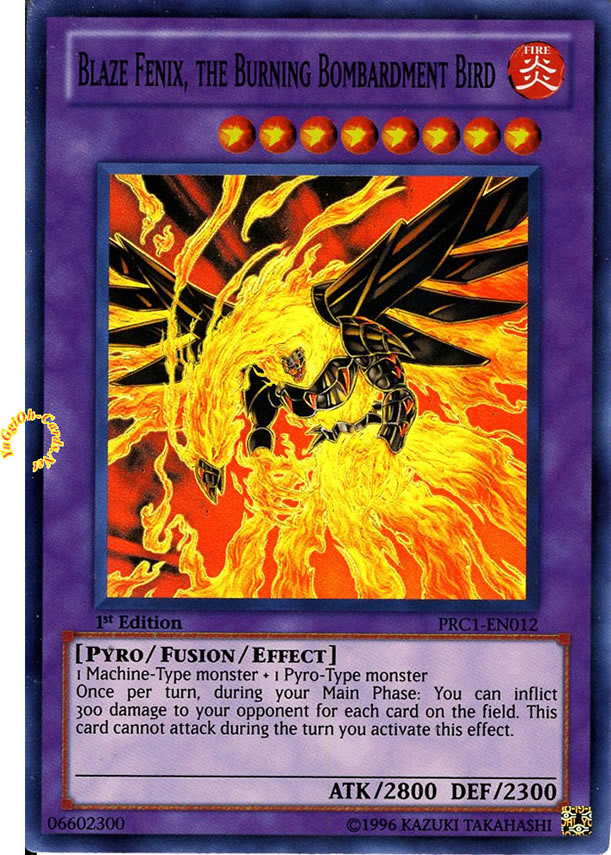 BLAZE FENIX, THE BURNING BOMBARDMENT BIRD
FIRE
炎
YuGgiOh-Cards.Net
1st Edition
PRC1-EN012
[PYRO/FUSION/EFFECT]
1 Machine-Type monster + 1 Pyro-Type monster
Once per turn, during your Main Phase: You can inflict
300 damage to your opponent for each card on the field. This
card cannot attack during the turn you activate this effect.
ATK/2800 DEF/2300
06602300
©1996 KAZUKI TAKAHASHI